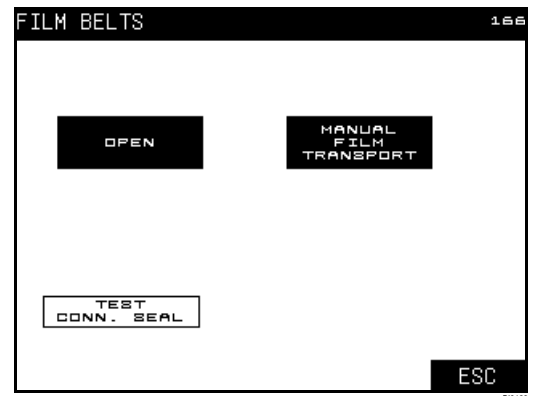 FILM BELTS
166
OPEN
MANUAL
FILM
TRANSPORT
TEST
CONN. SEAL
ESC